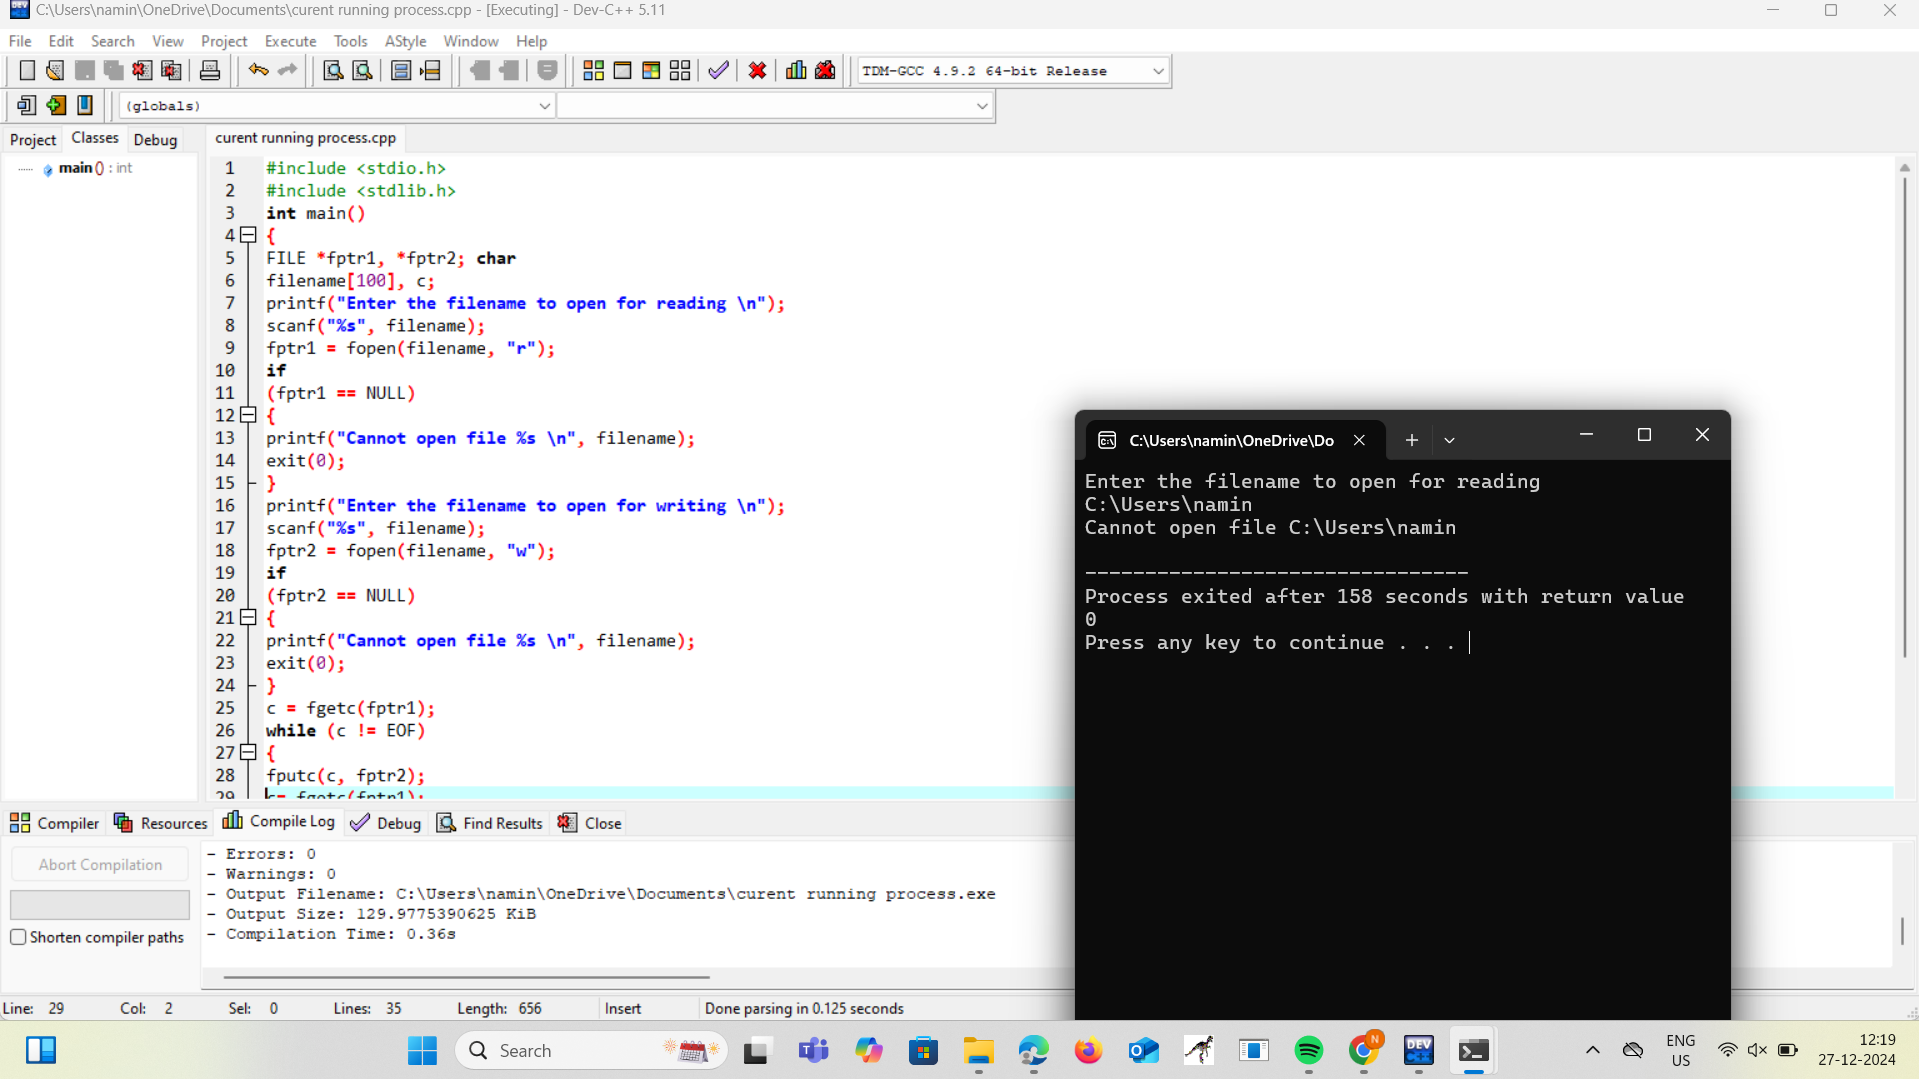 C:\Users\namin\OneDrive\Documents\curent running process.cpp - [Executing] - Dev-C++ 5.11
File Edit Search View Project Execute Tools AStyle Window Help
TDM-GCC 4.9.2 64-bit Release
(globals)
Project Classes Debug
curent running process.cpp
main() : int
1 #include <stdio.h>
2 #include <stdlib.h>
3 int main()
4 {
5 FILE *fptr1, *fptr2; char
6 filename[100], c;
7 printf("Enter the filename to open for reading \n");
8 scanf("%s", filename);
9 fptr1 = fopen(filename, "r");
10 if
11 (fptr1 == NULL)
12 {
13 printf("Cannot open file %s \n", filename);
14 exit(0);
15 }
16 printf("Enter the filename to open for writing \n");
17 scanf("%s", filename);
18 fptr2 = fopen(filename, "w");
19 if
20 (fptr2 == NULL)
21 {
22 printf("Cannot open file %s \n", filename);
23 exit(0);
24 }
25 c = fgetc(fptr1);
26 while (c != EOF)
27 {
28 fputc(c, fptr2);
29 c= fgetc(fptr1);
C:\Users\namin\OneDrive\Do
Enter the filename to open for reading
C:\Users\namin
Cannot open file C:\Users\namin
--------------------------------
Process exited after 158 seconds with return value
0
Press any key to continue . . .
Compiler Resources Compile Log Debug Find Results Close
Abort Compilation
Shorten compiler paths
- Errors: 0
- Warnings: 0
- Output Filename: C:\Users\namin\OneDrive\Documents\curent running process.exe
- Output Size: 129.9775390625 KiB
- Compilation Time: 0.36s
Line: 29 Col: 2 Sel: 0 Lines: 35 Length: 656 Insert Done parsing in 0.125 seconds
Search
N
DEV
ENG
US
12:19
27-12-2024